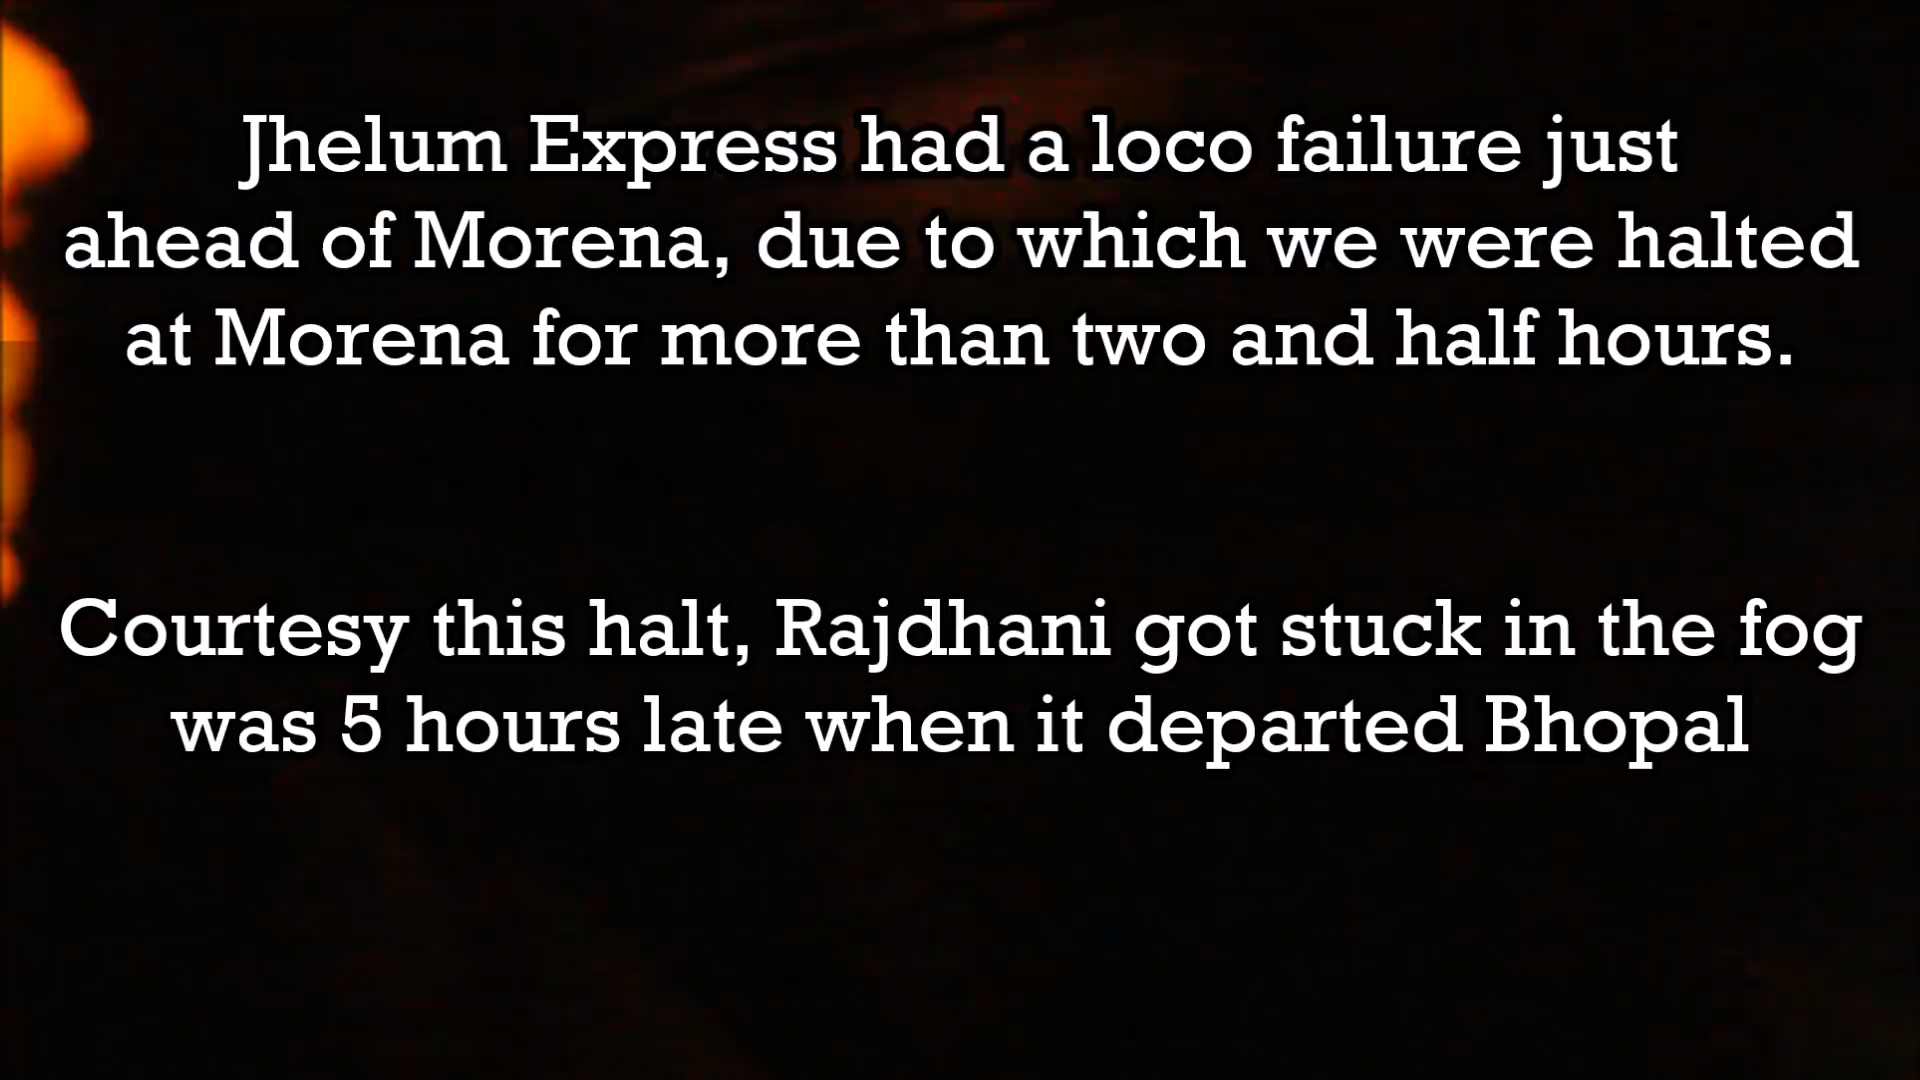 Jhelum Express had a loco failure just
ahead of Morena, due to which we were halted
at Morena for more than two and half hours.
Courtesy this halt, Rajdhani got stuck in the fog
was 5 hours late when it departed Bhopal